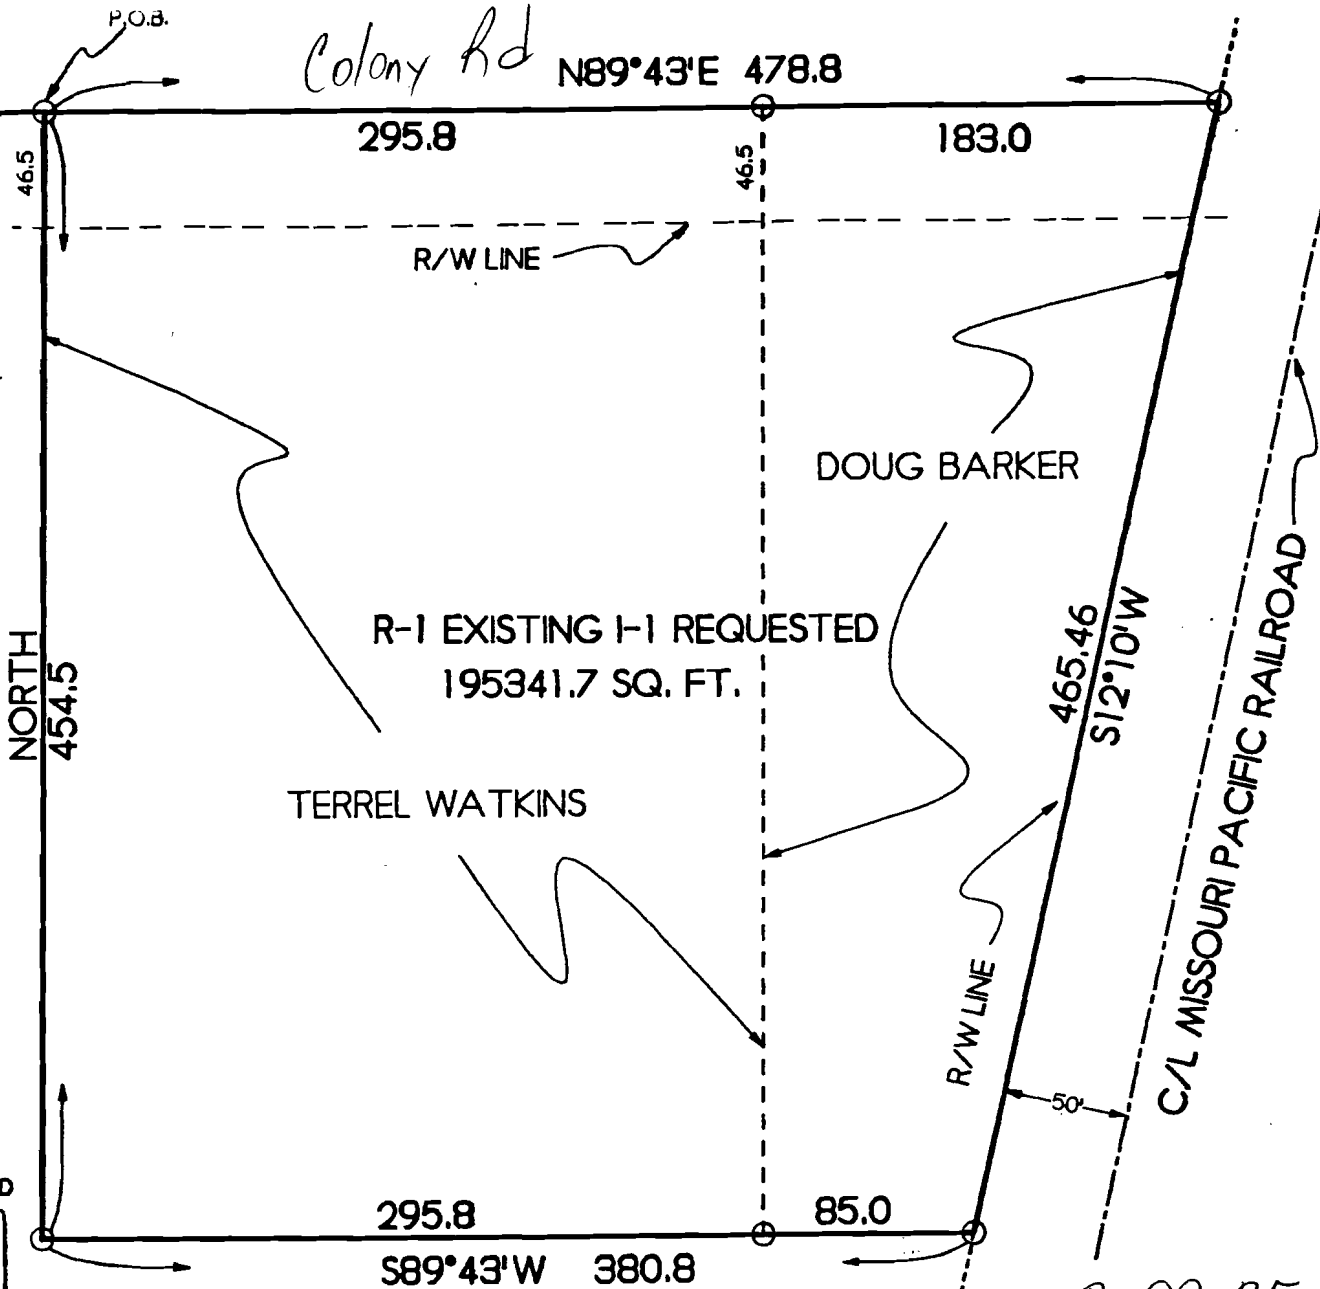 P.O.B.
Colony Rd
N89°43'E 478.8
295.8
183.0
46.5
46.5
R/W LINE
DOUG BARKER
R-1 EXISTING I-1 REQUESTED
195341.7 SQ. FT.
NORTH
454.5
465.46
S12°10'W
TERREL WATKINS
C/L MISSOURI PACIFIC RAILROAD
R/W LINE
50'
295.8
85.0
S89°43'W 380.8